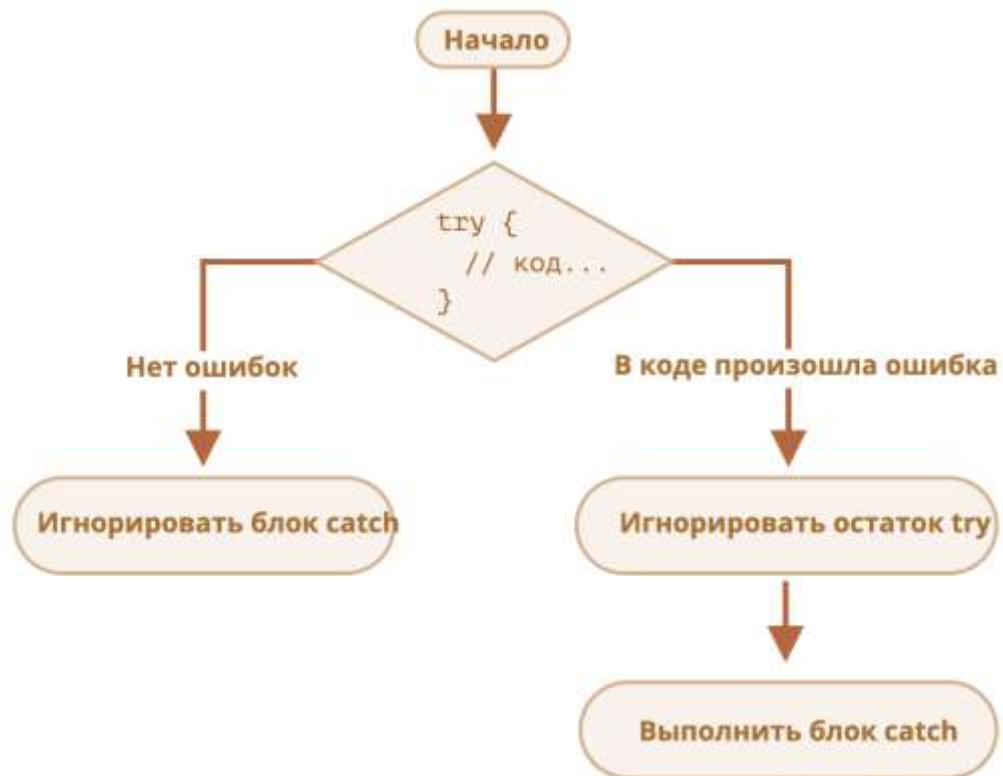 Начало
try {
// код...
}
Нет ошибок
В коде произошла ошибка
Игнорировать блок catch
Игнорировать остаток try
Выполнить блок catch